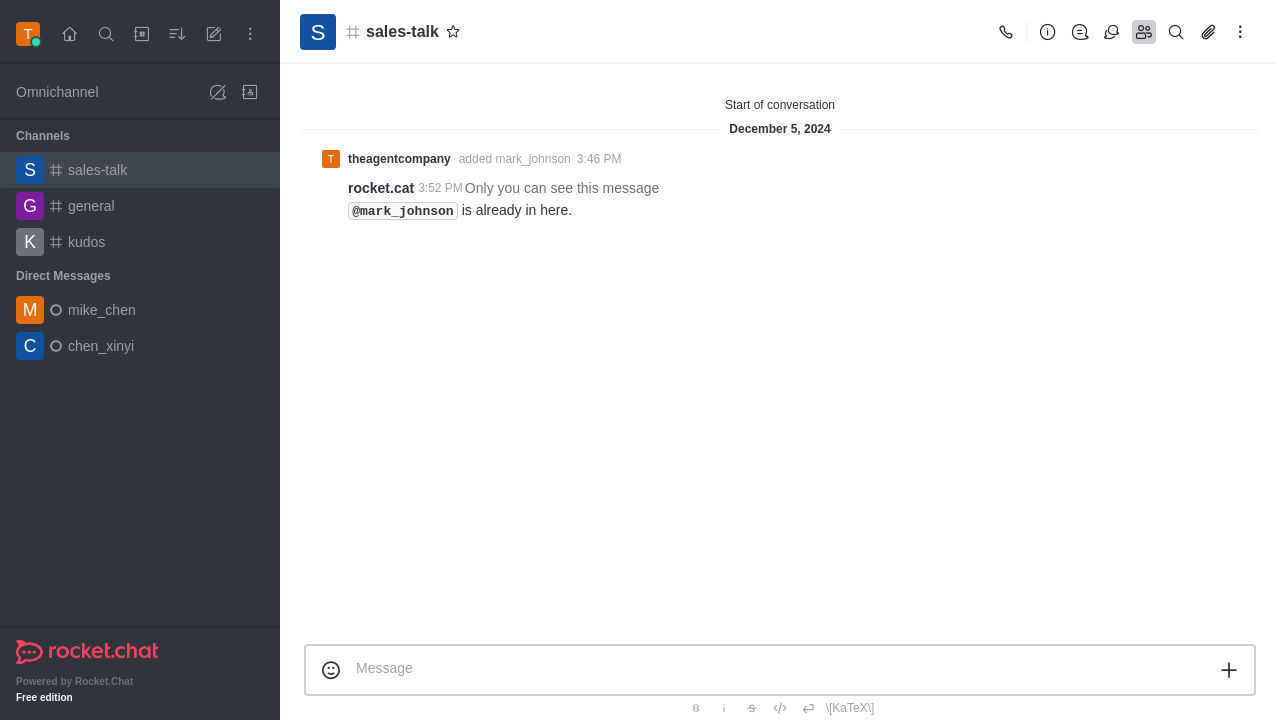 T
Omnichannel
Channels
S sales-talk
G general
K kudos
Direct Messages
M mike_chen
C chen_xinyi
rocket.chat
Powered by Rocket.Chat
Free edition
S sales-talk
Start of conversation
December 5, 2024
T theagentcompany added mark_johnson 3:46 PM
rocket.cat 3:52 PM Only you can see this message
@mark_johnson is already in here.
Message
B i S \[KaTeX\]